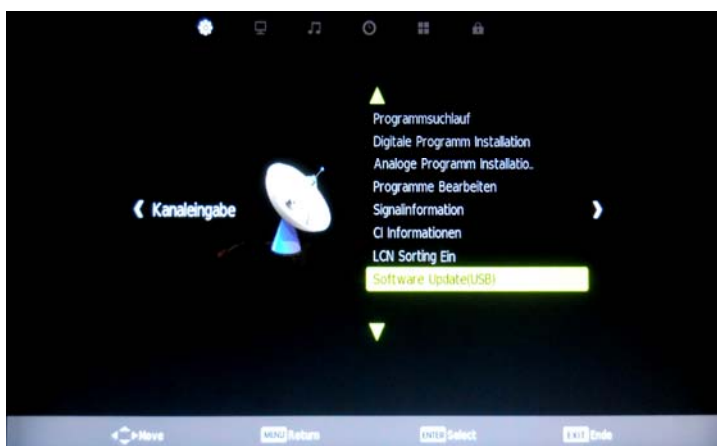 Kanaleingabe
Programmsuchlauf
Digitale Programm Installation
Analoge Programm Installatio..
Programme Bearbeiten
Signalinformation
CI Informationen
LCN Sorting Ein
Software Update(USB)
Move MENU Return ENTER Select EXIT Ende